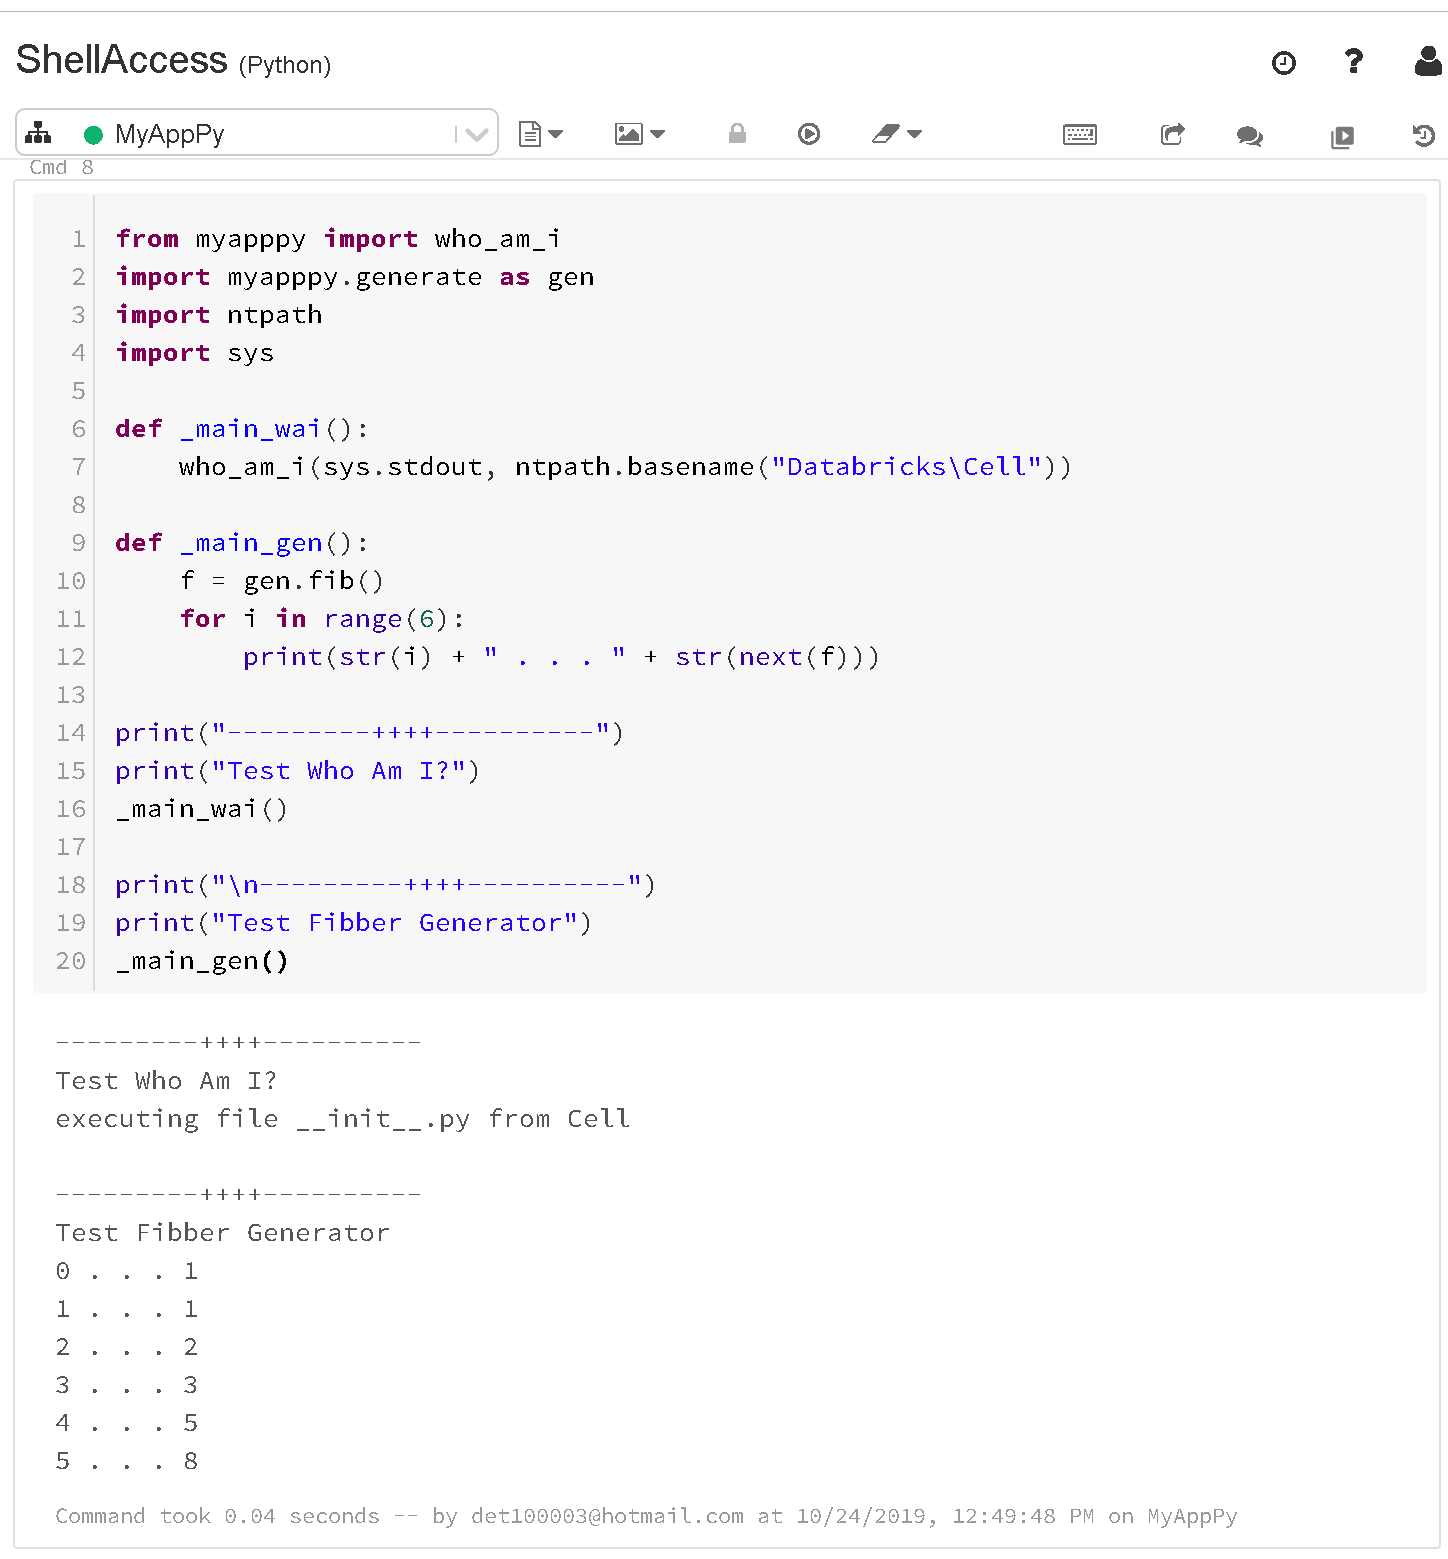 ShellAccess (Python)
MyAppPy
Cmd 8
1 from myapppy import who_am_i
2 import myapppy.generate as gen
3 import ntpath
4 import sys
5
6 def _main_wai():
7     who_am_i(sys.stdout, ntpath.basename("Databricks\Cell"))
8
9 def _main_gen():
10     f = gen.fib()
11     for i in range(6):
12         print(str(i) + " . . . " + str(next(f)))
13
14 print("---------++++----------")
15 print("Test Who Am I?")
16 _main_wai()
17
18 print("\n---------++++----------")
19 print("Test Fibber Generator")
20 _main_gen()
---------++++----------
Test Who Am I?
executing file __init__.py from Cell
---------++++----------
Test Fibber Generator
0 . . . 1
1 . . . 1
2 . . . 2
3 . . . 3
4 . . . 5
5 . . . 8
Command took 0.04 seconds -- by det100003@hotmail.com at 10/24/2019, 12:49:48 PM on MyAppPy